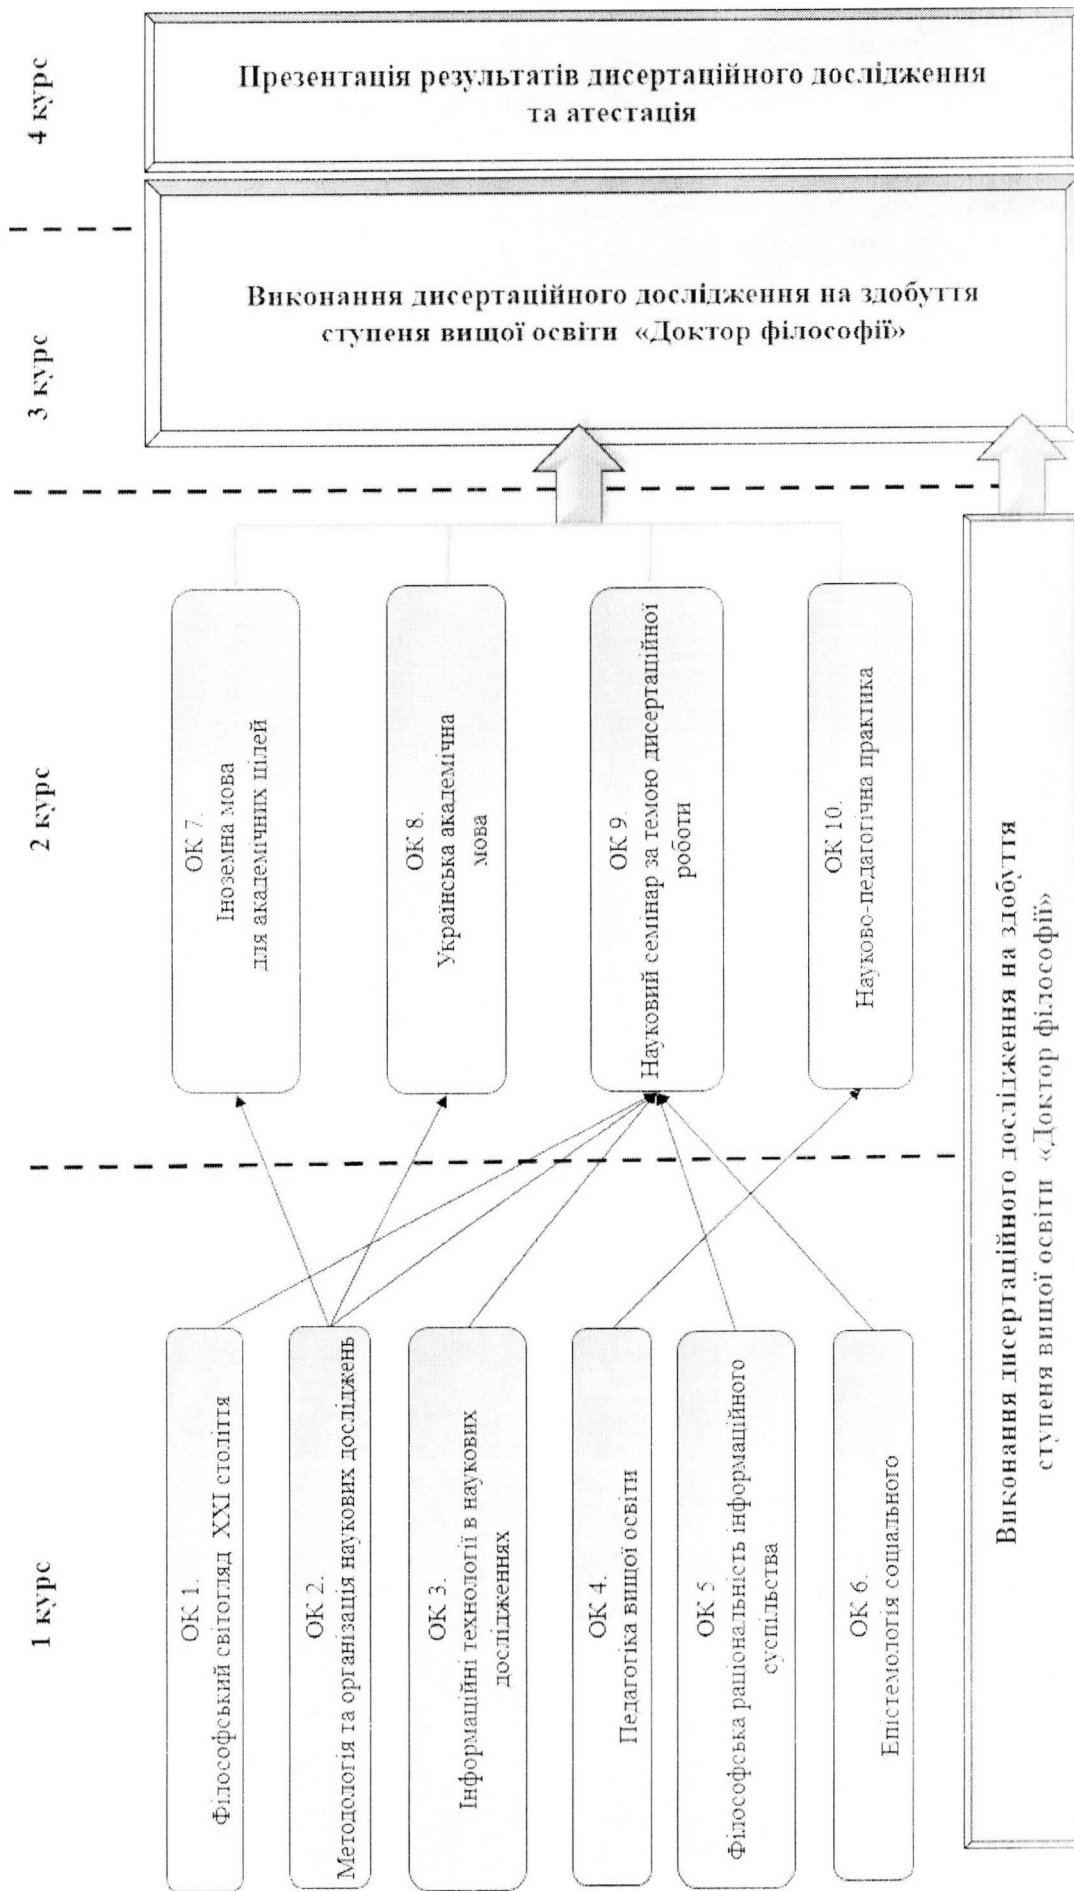 1 курс
2 курс
3 курс
4 курс
ОК 1.
Філософський світогляд XXI століття
ОК 2.
Методологія та організація наукових досліджень
ОК 3.
Інформаційні технології в наукових
дослідженнях
ОК 4.
Педагогіка вищої освіти
ОК 5
Філософська раціональність інформаційного
суспільства
ОК 6.
Епістемологія соціального
ОК 7.
Іноземна мова
для академічних цілей
ОК 8.
Українська академічна
мова
ОК 9.
Науковий семінар за темою дисертаційної
роботи
ОК 10.
Науково-педагогічна практика
Виконання дисертаційного дослідження на здобуття
ступеня вищої освіти «Доктор філософії»
Виконання дисертаційного дослідження на здобуття
ступеня вищої освіти «Доктор філософії»
Презентація результатів дисертаційного дослідження
та атестація